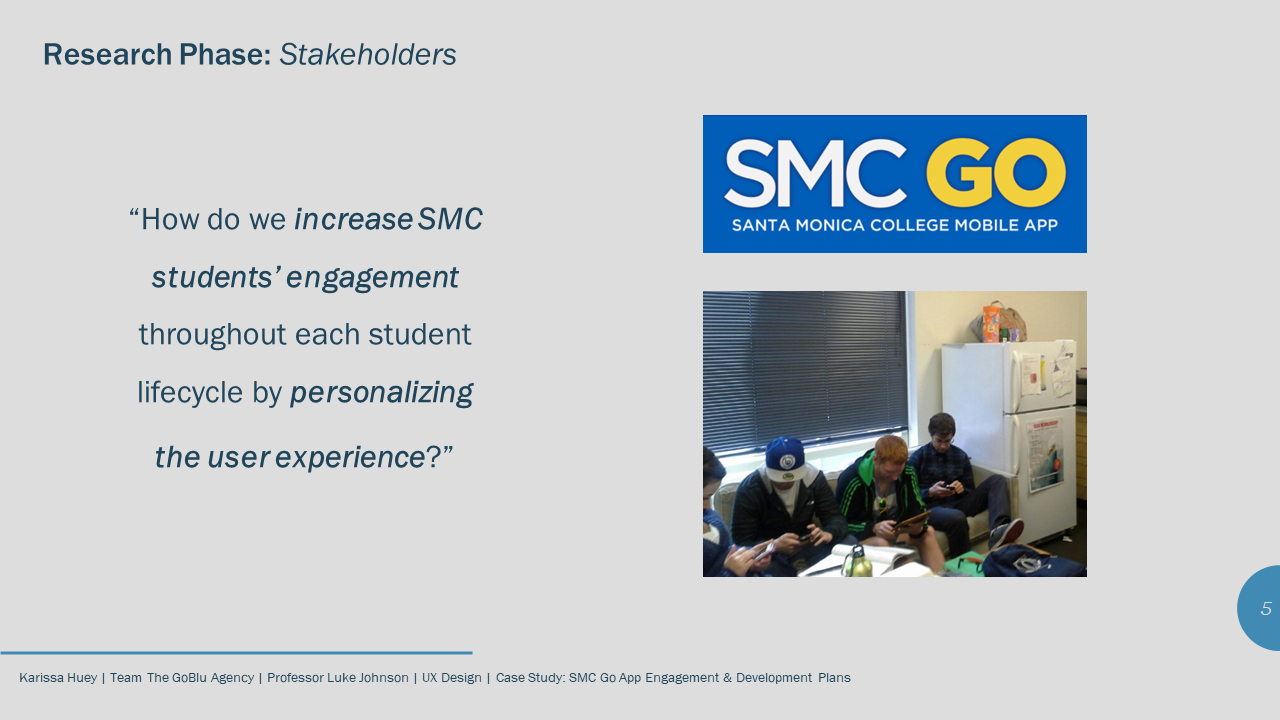 Research Phase: Stakeholders
“How do we increase SMC
students’ engagement
throughout each student
lifecycle by personalizing
the user experience?”
SMC GO
SANTA MONICA COLLEGE MOBILE APP
5
Karissa Huey | Team The GoBlu Agency | Professor Luke Johnson | UX Design | Case Study: SMC Go App Engagement & Development Plans